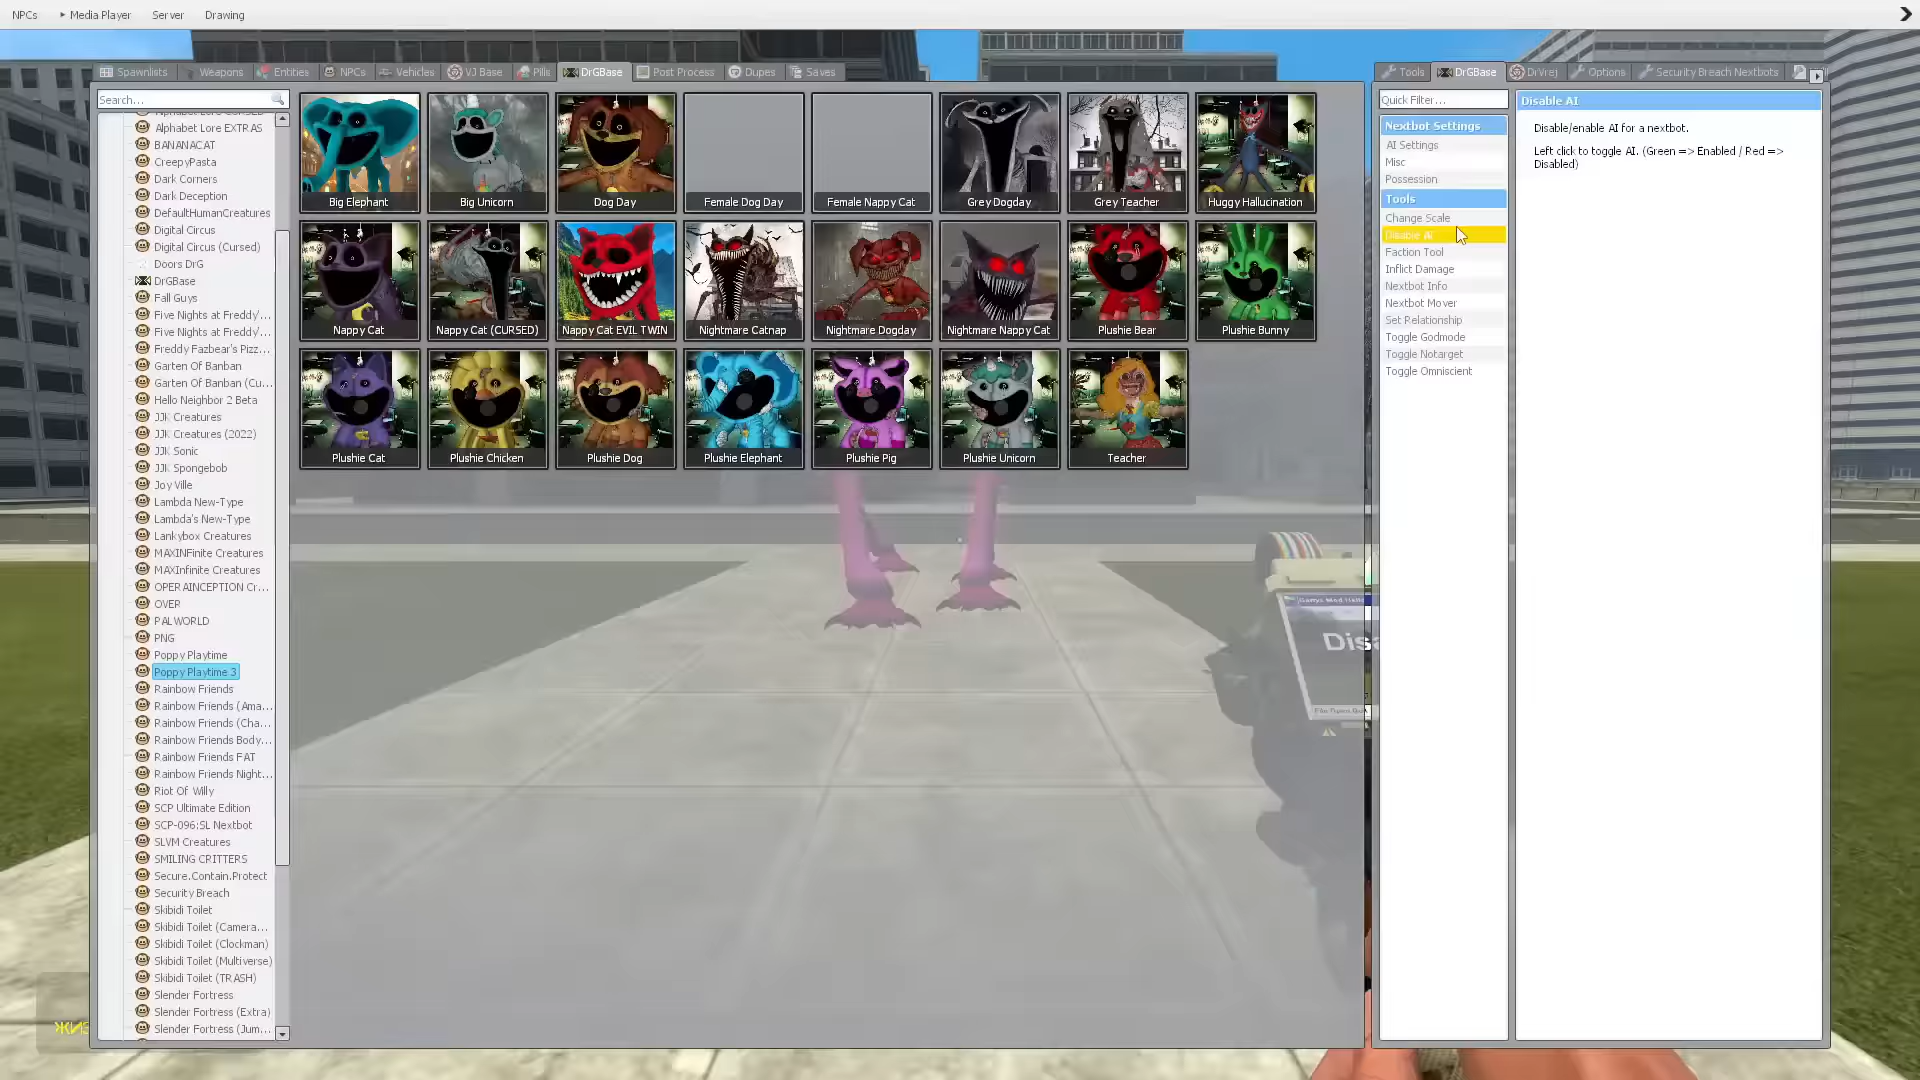 NPCs
Media Player
Server
Drawing
Spawnlists
Weapons
Entities
NPCs
Vehicles
VJ Base
Pills
DrGBase
Post Process
Dupes
Saves
Tools
DrGBase
DrVrej
Options
Security Breach Nextbots
Search...
Alphabet Lore EXTRAS
BANANACAT
CreepyPasta
Dark Corners
Dark Deception
DefaultHumanCreatures
Digital Circus
Digital Circus (Cursed)
Doors DrG
DrGBase
Fall Guys
Five Nights at Freddy'...
Five Nights at Freddy'...
Freddy Fazbear's Pizz...
Garten Of Banban
Garten Of Banban (Cu...
Hello Neighbor 2 Beta
JJK Creatures
JJK Creatures (2022)
JJK Sonic
JJK Spongebob
Joy Ville
Lambda New-Type
Lambda's New-Type
Lankybox Creatures
MAXINFinite Creatures
MAXInfinite Creatures
OPERAINCEPTION Cr...
OVER
PALWORLD
PNG
Poppy Playtime
Poppy Playtime 3
Rainbow Friends
Rainbow Friends (Ama...
Rainbow Friends (Cha...
Rainbow Friends Body...
Rainbow Friends FAT
Rainbow Friends Night...
Riot Of Willy
SCP Ultimate Edition
SCP-096:SL Nextbot
SLVM Creatures
SMILING CRITTERS
Secure.Contain.Protect
Security Breach
Skibidi Toilet
Skibidi Toilet (Camera...
Skibidi Toilet (Clockman)
Skibidi Toilet (Multiverse)
Skibidi Toilet (TRASH)
Slender Fortress
Slender Fortress (Extra)
Slender Fortress (Jum...
Big Elephant
Big Unicorn
Dog Day
Female Dog Day
Female Nappy Cat
Grey Dogday
Grey Teacher
Huggy Hallucination
Nappy Cat
Nappy Cat (CURSED)
Nappy Cat EVIL TWIN
Nightmare Catnap
Nightmare Dogday
Nightmare Nappy Cat
Plushie Bear
Plushie Bunny
Plushie Cat
Plushie Chicken
Plushie Dog
Plushie Elephant
Plushie Pig
Plushie Unicorn
Teacher
Disa
Quick Filter...
Nextbot Settings
AI Settings
Misc
Possession
Tools
Change Scale
Disable AI
Faction Tool
Inflict Damage
Nextbot Info
Nextbot Mover
Set Relationship
Toggle Godmode
Toggle Notarget
Toggle Omniscient
Disable AI
Disable/enable AI for a nextbot.
Left click to toggle AI. (Green => Enabled / Red =>
Disabled)